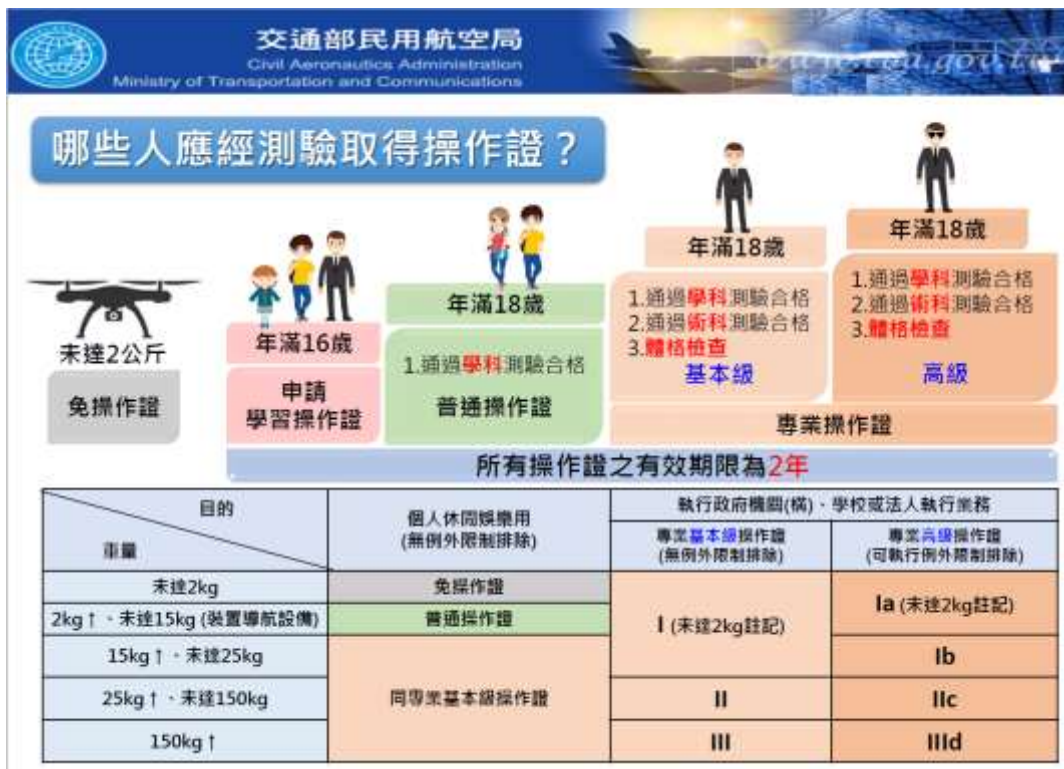 交通部民用航空局
Civil Aeronautics Administration
Ministry of Transportation and Communications
www.caa.gov.tw
哪些人應經測驗取得操作證？
未達2公斤
免操作證
年滿16歲
申請
學習操作證
年滿18歲
1.通過學科測驗合格
普通操作證
年滿18歲
1.通過學科測驗合格
2.通過術科測驗合格
3.體格檢查
基本級
年滿18歲
1.通過學科測驗合格
2.通過術科測驗合格
3.體格檢查
高級
專業操作證
所有操作證之有效期限為2年
目的
重量
個人休閒娛樂用
(無例外限制排除)
執行政府機關(構)、學校或法人執行業務
專業基本級操作證
(無例外限制排除)
專業高級操作證
(可執行例外限制排除)
未達2kg
免操作證
I (未達2kg註記)
Ia (未達2kg註記)
2kg↑、未達15kg (裝置導航設備)
普通操作證
15kg↑、未達25kg
同專業基本級操作證
Ib
25kg↑、未達150kg
II
IIc
150kg↑
III
IIId